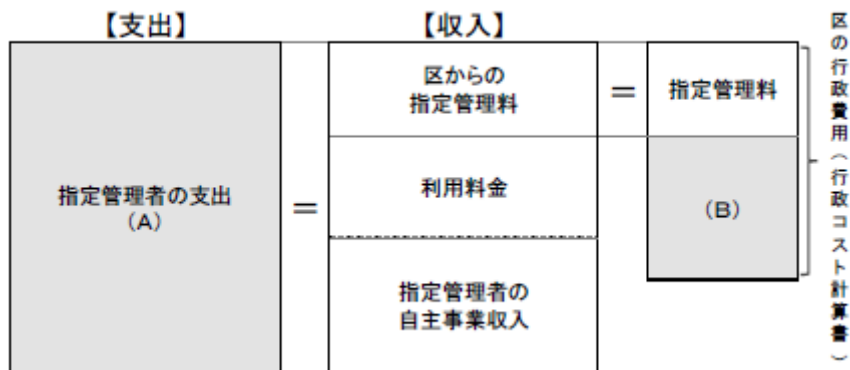 【支出】
【収入】
指定管理者の支出
（A）
＝
区からの
指定管理料
利用料金
指定管理者の
自主事業収入
＝
指定管理料
（B）
区の行政費用（行政コスト計算書）